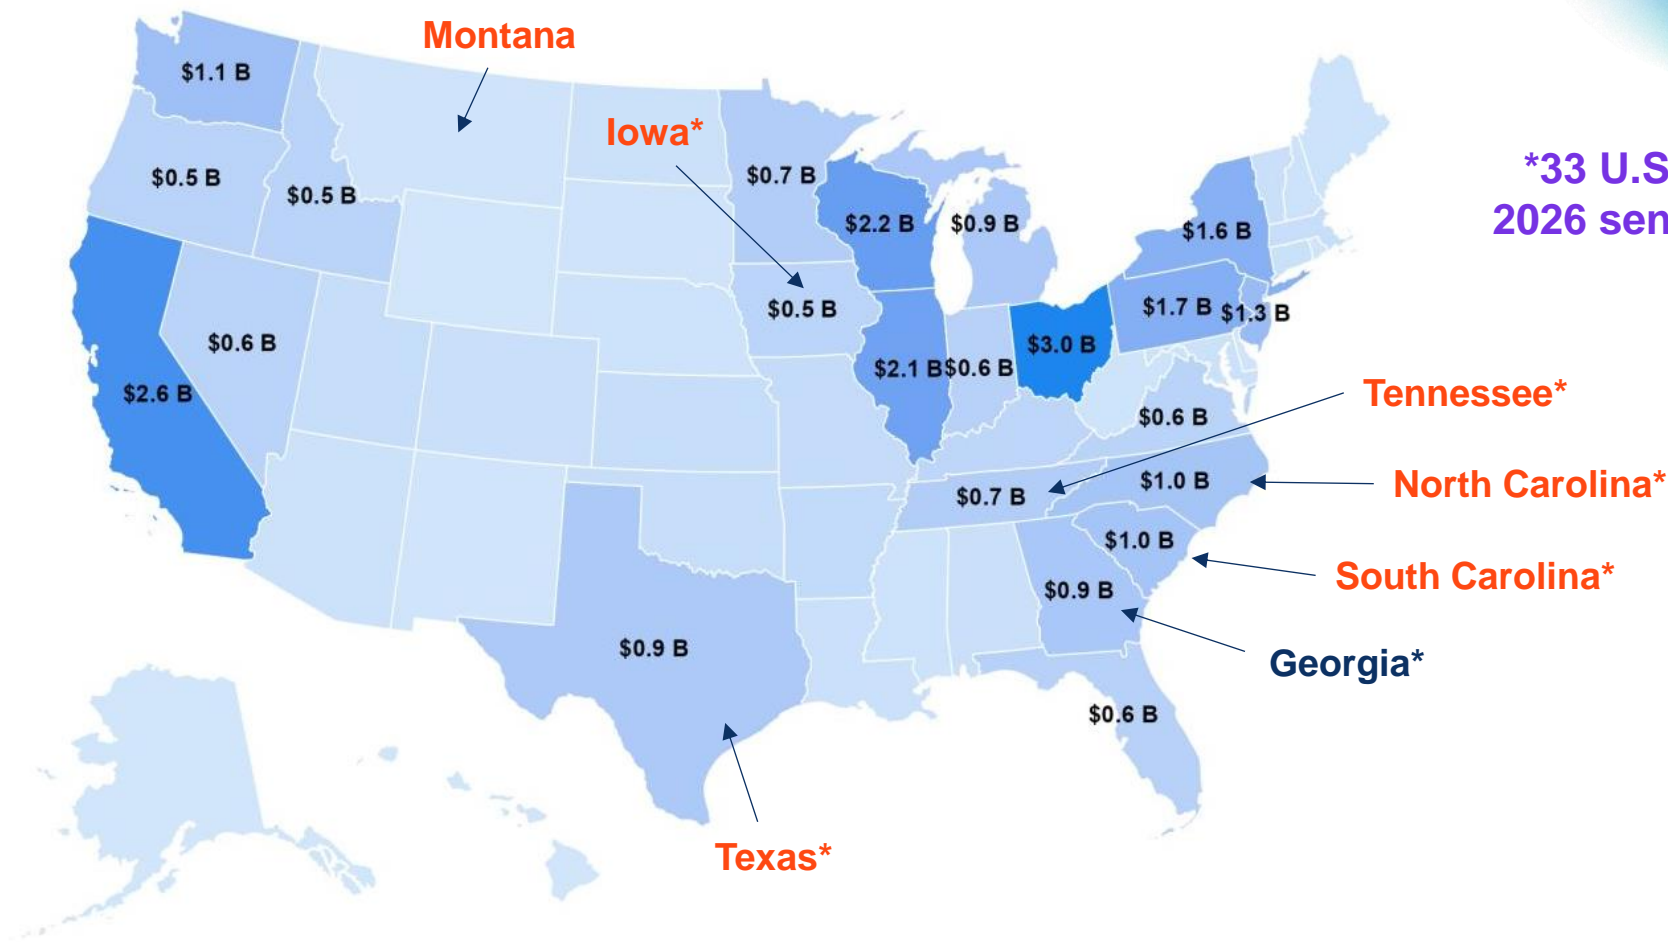 Montana
$1.1 B
Iowa*
*33 U.S
2026 sen
$0.5 B
$0.5 B
$0.7 B
$2.2 B
$0.9 B
$1.6 B
$0.6 B
$0.5 B
$1.7 B
$1.3 B
$3.0 B
$2.6 B
$2.1 B
$0.6 B
Tennessee*
$0.6 B
$0.7 B
$1.0 B
North Carolina*
$1.0 B
South Carolina*
$0.9 B
$0.9 B
Georgia*
$0.6 B
Texas*